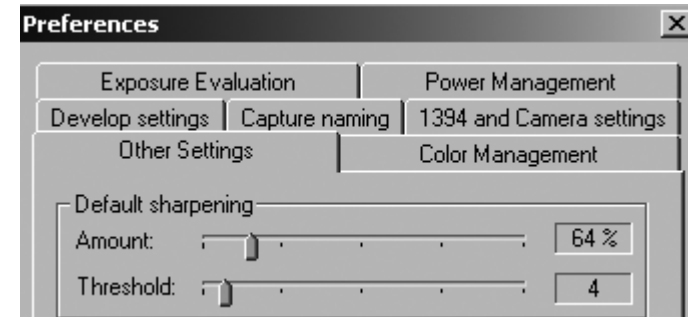 Preferences
Exposure Evaluation Power Management
Develop settings Capture naming 1394 and Camera settings
Other Settings Color Management
Default sharpening
Amount: 64 %
Threshold: 4